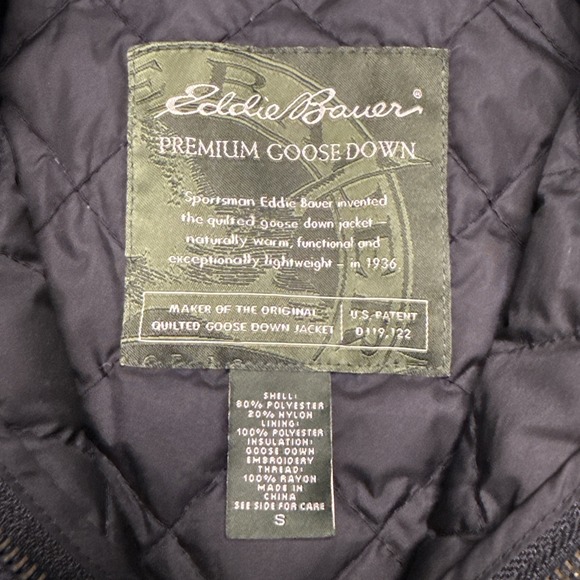 Eddie Bauer®
PREMIUM GOOSE DOWN
Sportsman Eddie Bauer invented
the quilted goose down jacket –
naturally warm, functional and
exceptionally lightweight – in 1936
MAKER OF THE ORIGINAL
QUILTED GOOSE DOWN JACKET
U.S. PATENT
D119,122
SHELL:
80% POLYESTER
20% NYLON
LINING:
100% POLYESTER
INSULATION:
GOOSE DOWN
EMBROIDERY
THREAD:
100% RAYON
MADE IN
CHINA
SEE SIDE FOR CARE
S